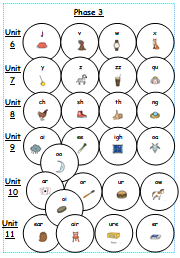 Phase 3
Unit 6
j v w x
Unit 7
y z zz qu
Unit 8
ch sh th ng
Unit 9
ai ee igh oa
oo
Unit 10
ar or ur ow
oi
Unit 11
ear air ure er